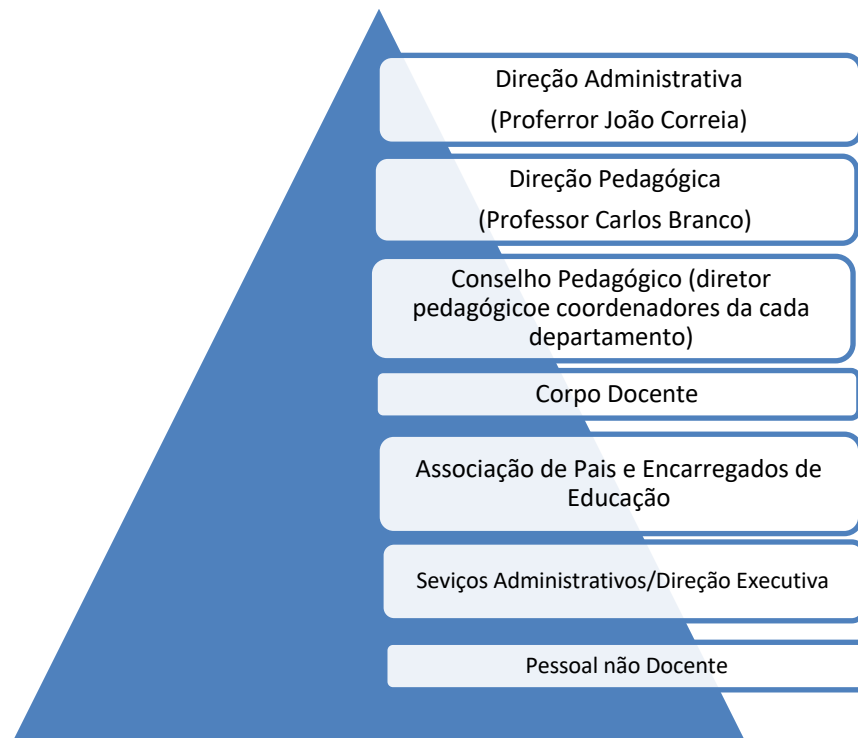 Direção Administrativa
(Proferror João Correia)
Direção Pedagógica
(Professor Carlos Branco)
Conselho Pedagógico (diretor
pedagógicoe coordenadores da cada
departamento)
Corpo Docente
Associação de Pais e Encarregados de
Educação
Seviços Administrativos/Direção Executiva
Pessoal não Docente